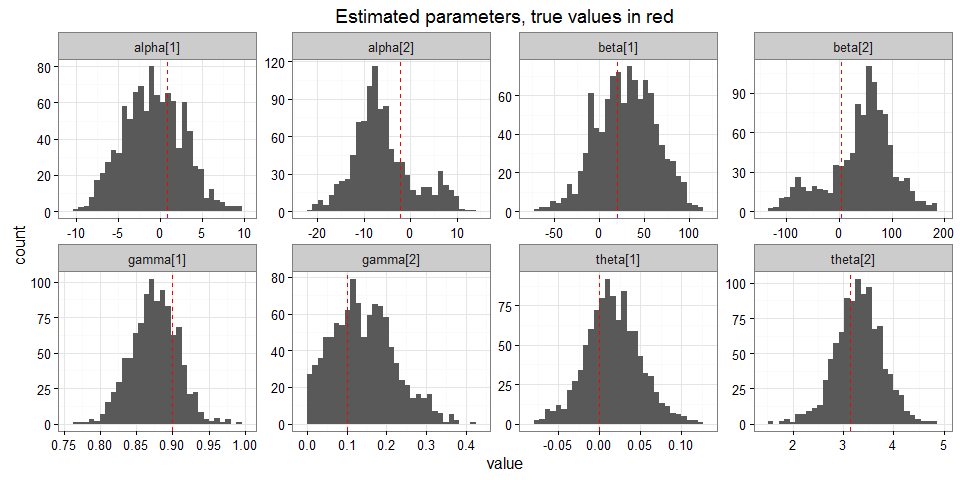 Estimated parameters, true values in red
alpha[1] alpha[2] beta[1] beta[2]
80 60 40 20 0
120 90 60 30 0
60 40 20 0
90 60 30 0
-10 -5 0 5 10
-20 -10 0 10
-50 0 50 100
-100 0 100 200
gamma[1] gamma[2] theta[1] theta[2]
100 75 50 25 0
80 60 40 20 0
75 50 25 0
100 75 50 25 0
0.75 0.80 0.85 0.90 0.95 1.00
0.0 0.1 0.2 0.3 0.4
-0.05 0.00 0.05 0.10
2 3 4 5
count
value